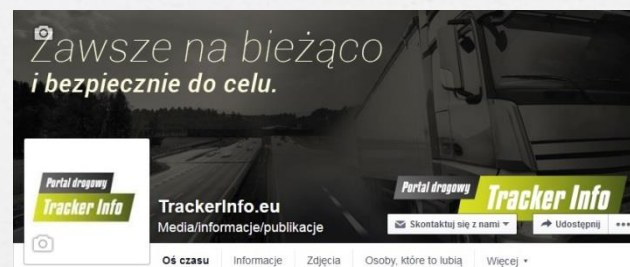 Zawsze na bieżąco
i bezpiecznie do celu.
Portal drogowy
Tracker Info
TrackerInfo.eu
Media/informacje/publikacje
Portal drogowy
Tracker Info
Skontaktuj się z nami
Udostępnij
Oś czasu Informacje Zdjęcia Osoby, które to lubią Więcej